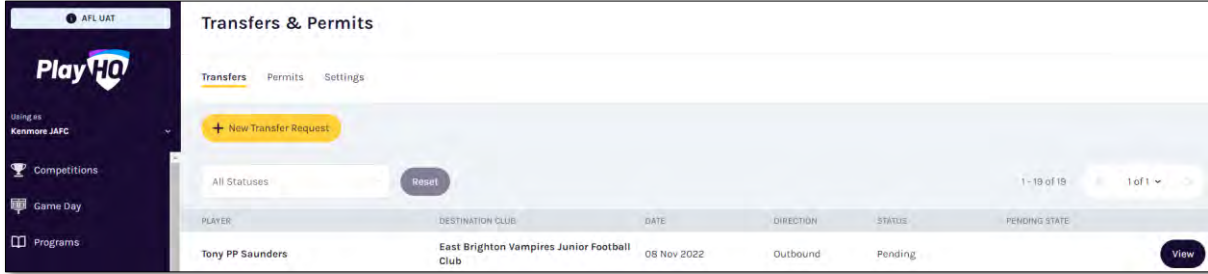 AFL UAT
Transfers & Permits
PlayHQ
Transfers Permits Settings
Using as
Kenmore JAFC
+ New Transfer Request
Competitions
All Statuses Reset 1 - 19 of 19 1 of 1
Game Day
PLAYER DESTINATION CLUB DATE DIRECTION STATUS PENDING STATE
Programs
Tony PP Saunders East Brighton Vampires Junior Football 08 Nov 2022 Outbound Pending View
Club